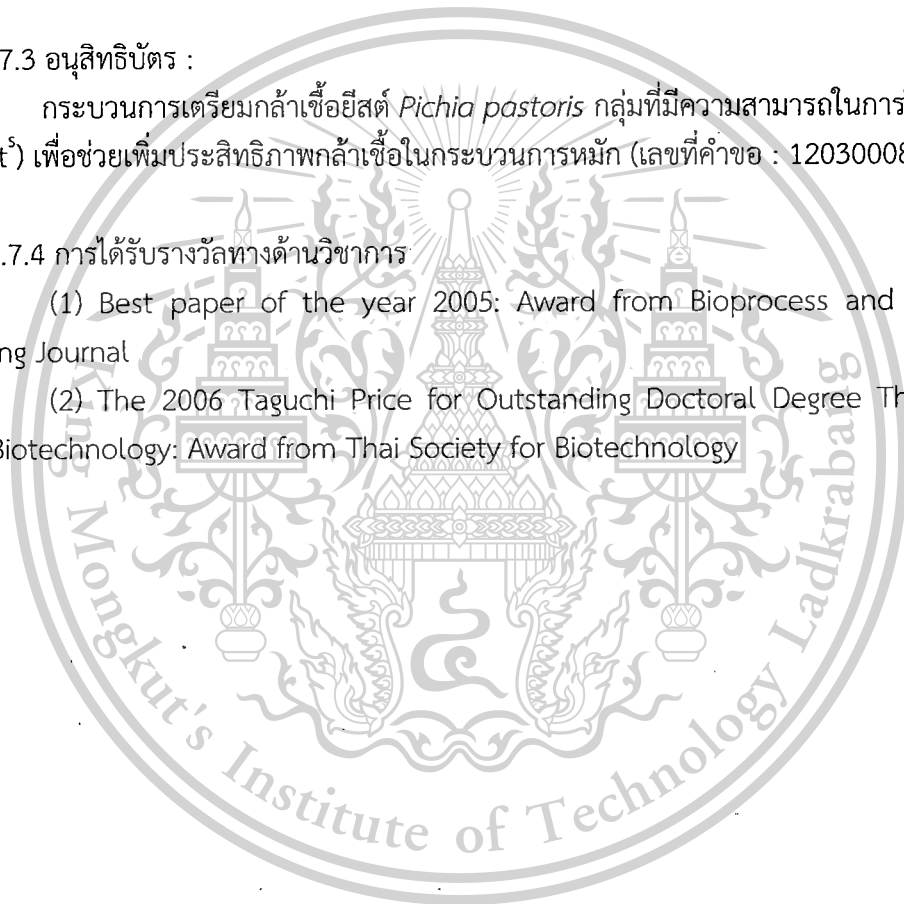 7.3 อนุสิทธิบัตร :
กระบวนการเตรียมกล้าเชื้อยีสต์ Pichia pastoris กลุ่มที่มีความสามารถในการ
เพื่อช่วยเพิ่มประสิทธิภาพกล้าเชื้อในกระบวนการหมัก (เลขที่คำขอ : 12030008
.7.4 การได้รับรางวัลทางด้านวิชาการ
(1) Best paper of the year 2005: Award from Bioprocess and
ng Journal
(2) The 2006 Taguchi Price for Outstanding Doctoral Degree Th
Biotechnology: Award from Thai Society for Biotechnology
King Mongkut's Institute of Technology Ladkrabang